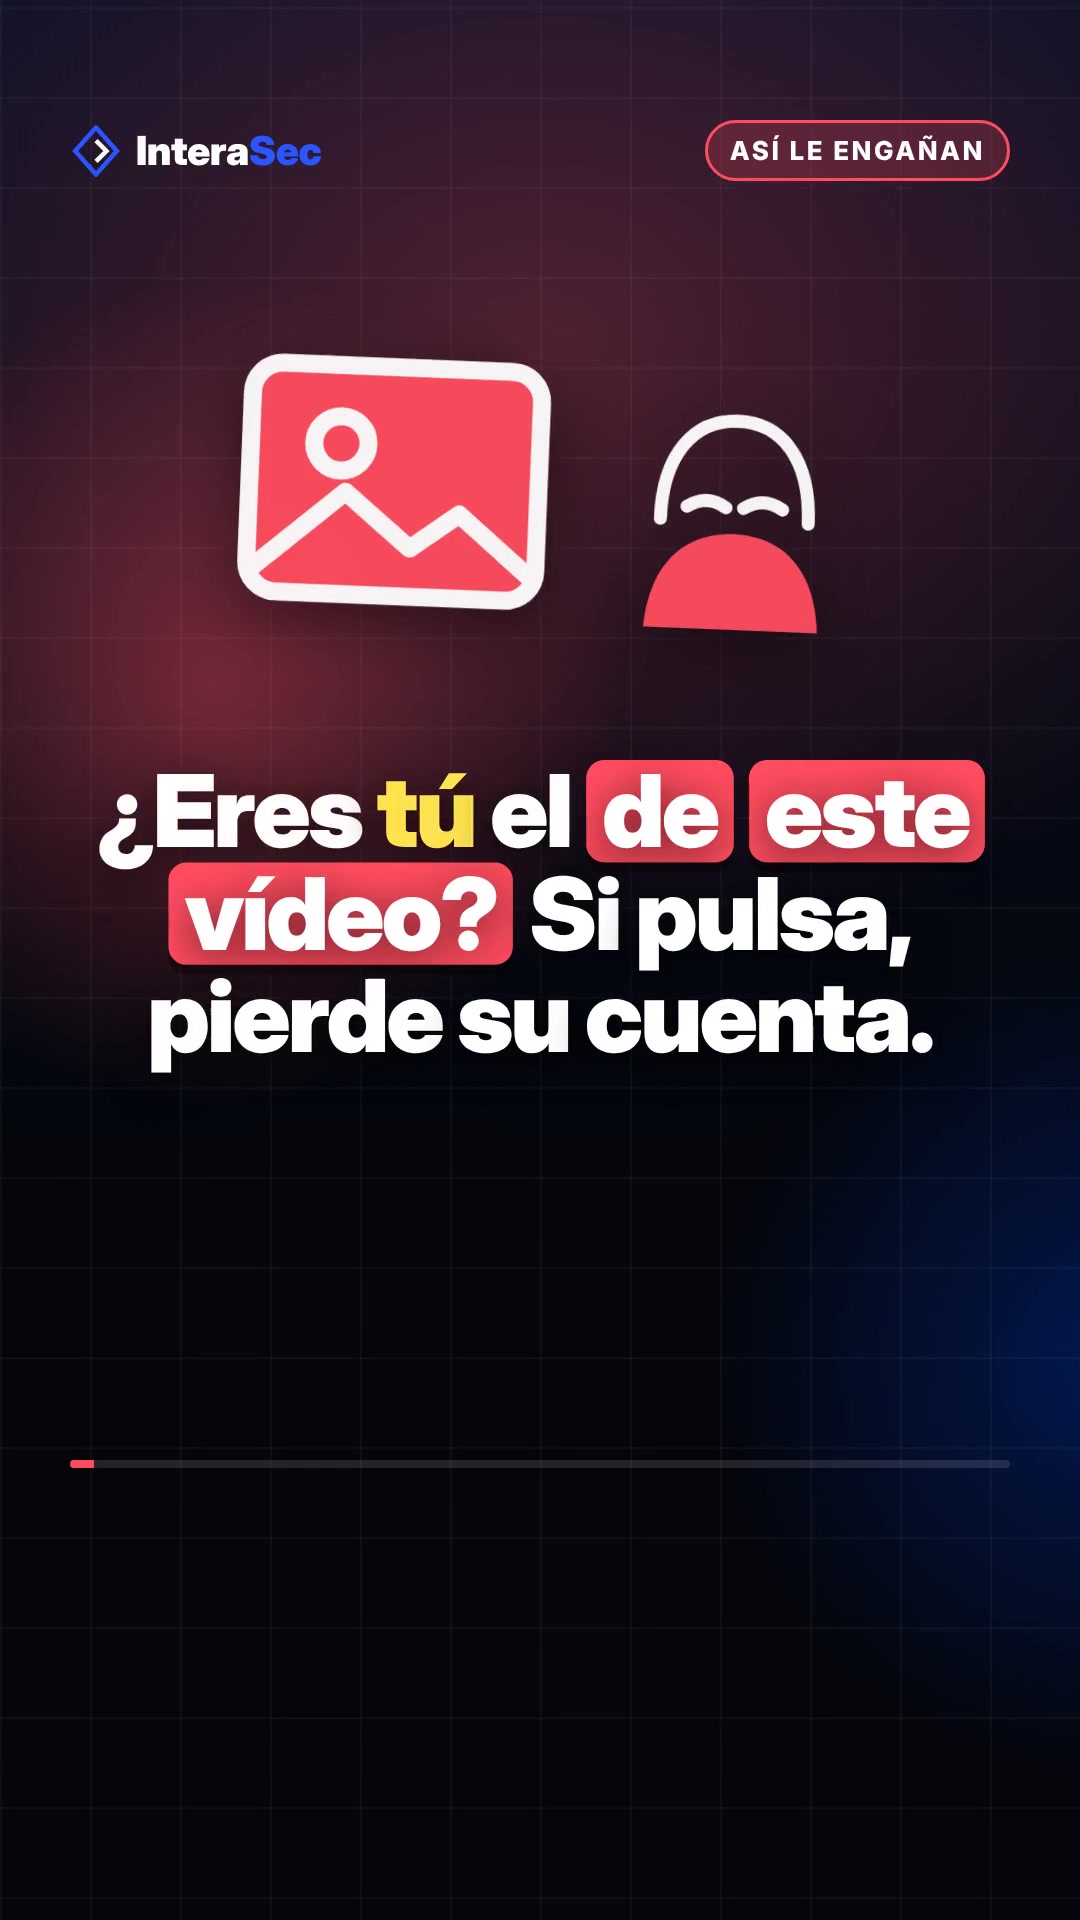 InteraSec
ASÍ LE ENGAÑAN
¿Eres tú el de este
vídeo? Si pulsa,
pierde su cuenta.